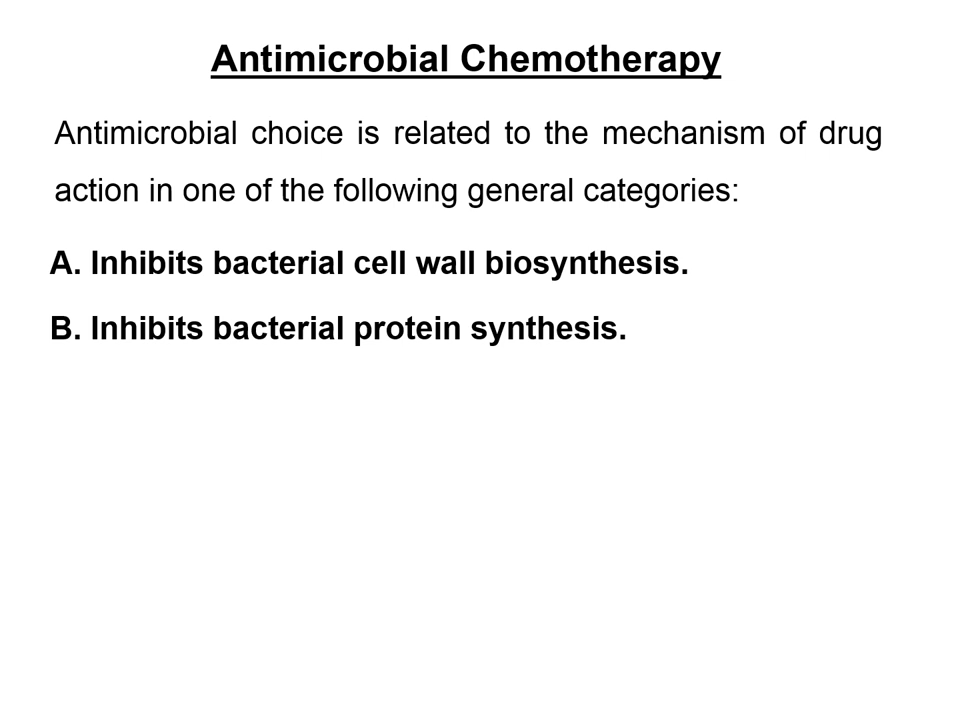 Antimicrobial Chemotherapy
Antimicrobial choice is related to the mechanism of drug
action in one of the following general categories:
A. Inhibits bacterial cell wall biosynthesis.
B. Inhibits bacterial protein synthesis.